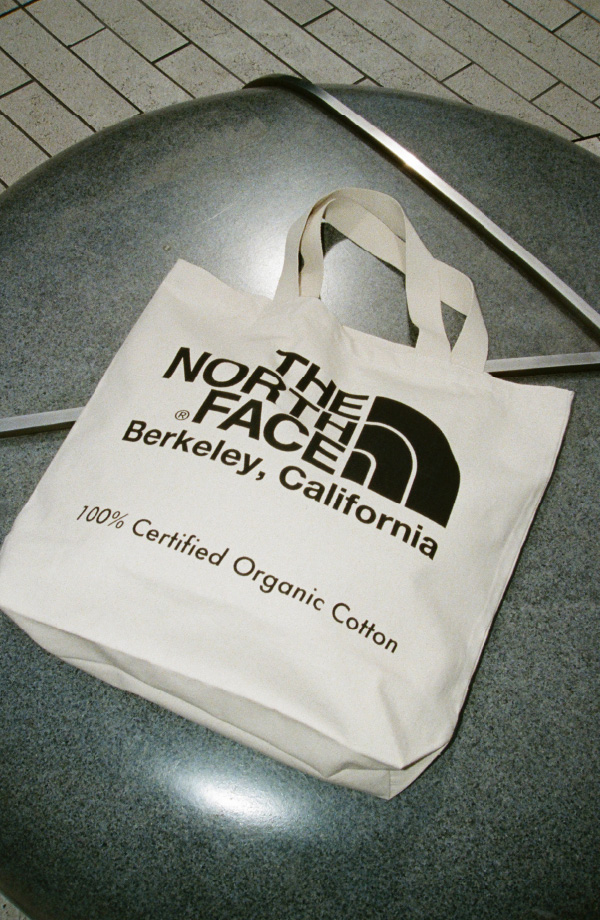 THE
NORTH
® FACE
Berkeley, California
100% Certified Organic Cotton